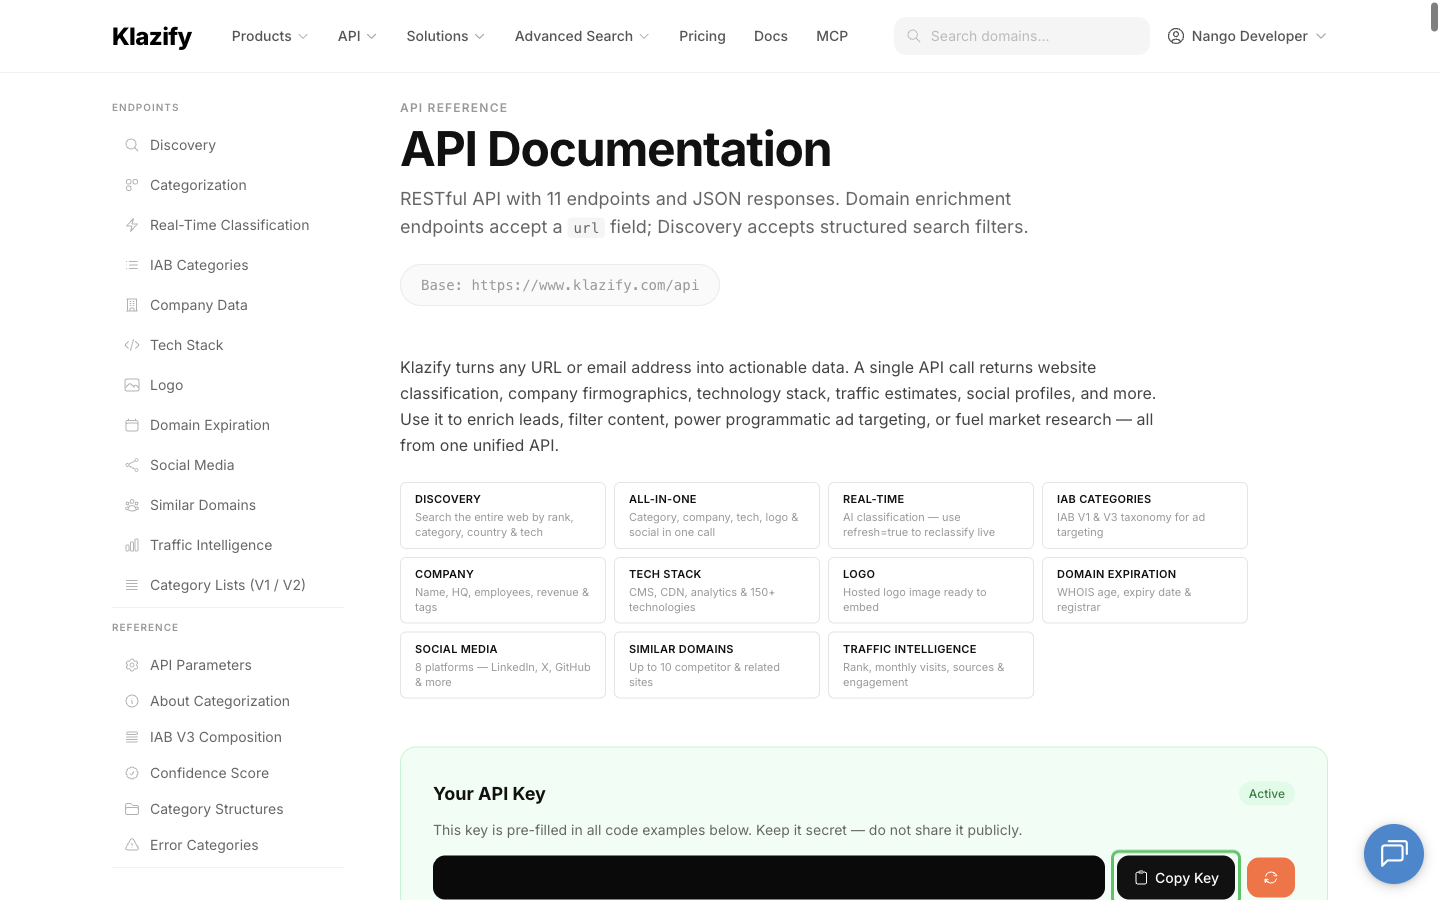 Klazify
Products
API
Solutions
Advanced Search
Pricing
Docs
MCP
Search domains...
Nango Developer
ENDPOINTS
Discovery
Categorization
Real-Time Classification
IAB Categories
Company Data
Tech Stack
Logo
Domain Expiration
Social Media
Similar Domains
Traffic Intelligence
Category Lists (V1 / V2)
REFERENCE
API Parameters
About Categorization
IAB V3 Composition
Confidence Score
Category Structures
Error Categories
API REFERENCE
API Documentation
RESTful API with 11 endpoints and JSON responses. Domain enrichment
endpoints accept a url field; Discovery accepts structured search filters.
Base: https://www.klazify.com/api
Klazify turns any URL or email address into actionable data. A single API call returns website
classification, company firmographics, technology stack, traffic estimates, social profiles, and more.
Use it to enrich leads, filter content, power programmatic ad targeting, or fuel market research — all
from one unified API.
DISCOVERY
Search the entire web by rank,
category, country & tech
ALL-IN-ONE
Category, company, tech, logo &
social in one call
REAL-TIME
AI classification — use
refresh=true to reclassify live
IAB CATEGORIES
IAB V1 & V3 taxonomy for ad
targeting
COMPANY
Name, HQ, employees, revenue &
tags
TECH STACK
CMS, CDN, analytics & 150+
technologies
LOGO
Hosted logo image ready to
embed
DOMAIN EXPIRATION
WHOIS age, expiry date &
registrar
SOCIAL MEDIA
8 platforms — LinkedIn, X, GitHub
& more
SIMILAR DOMAINS
Up to 10 competitor & related
sites
TRAFFIC INTELLIGENCE
Rank, monthly visits, sources &
engagement
Your API Key
Active
This key is pre-filled in all code examples below. Keep it secret — do not share it publicly.
Copy Key